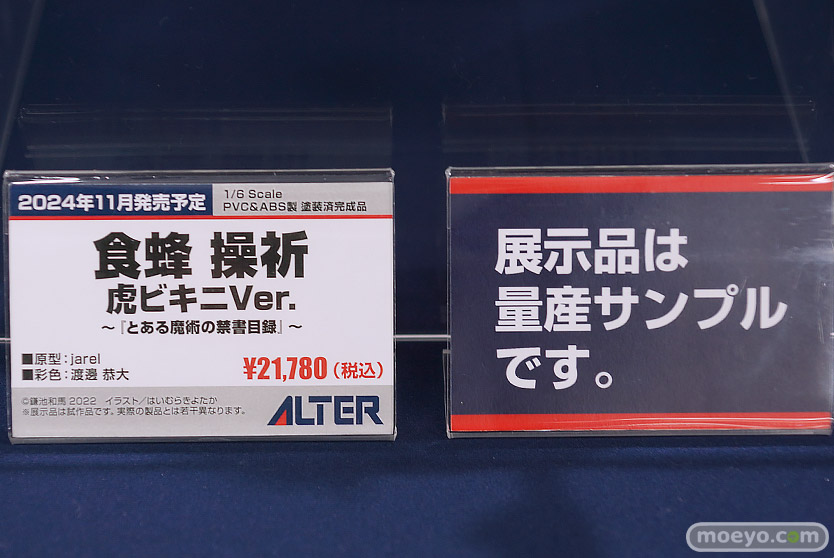 2024年11月発売予定
1/6 Scale
PVC&ABS製 塗装済完成品
食蜂 操祈
虎ビキニVer.
～『とある魔術の禁書目録』～
■原型：jarel
■彩色：渡邊 恭大
¥21,780（税込）
©鎌池和馬 2022　イラスト／はいむらきよたか
※展示品は試作品です。実際の製品とは若干異なります。
ALTER
展示品は
量産サンプル
です。
moeyo.com